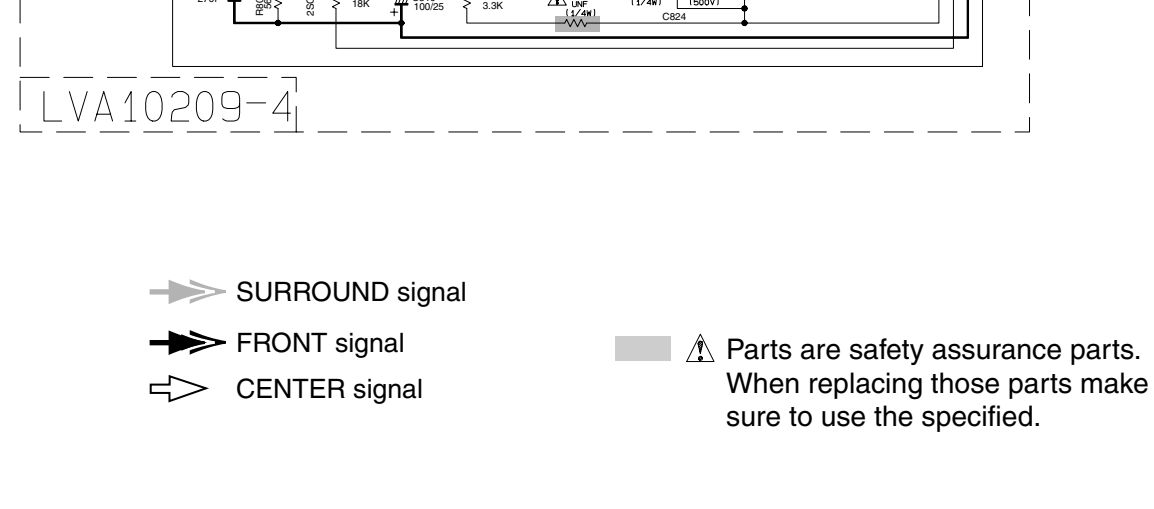 18K
100/25
3.3K
UNF
(1/4W)
(1/4W)
(500V)
C824
LVA10209-4
SURROUND signal
FRONT signal
CENTER signal
Parts are safety assurance parts.
When replacing those parts make
sure to use the specified.